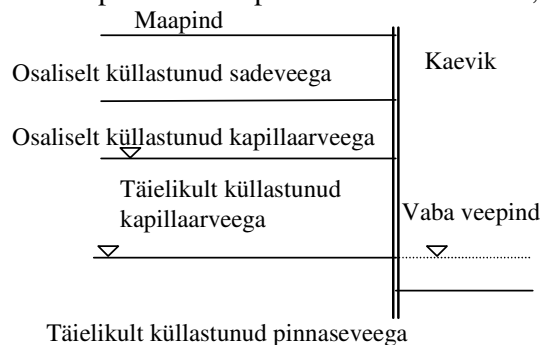 Maapind
Osaliselt küllastunud sadeveega
Kaevik
Osaliselt küllastunud kapillaarveega
Täielikult küllastunud
kapillaarveega
Vaba veepind
Täielikult küllastunud pinnaseveega